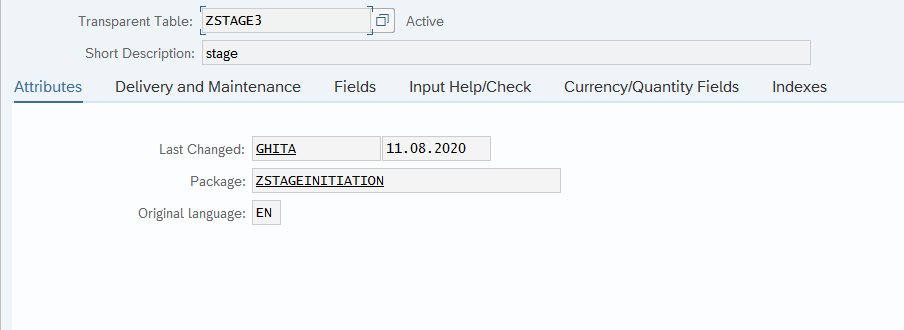 Transparent Table: ZSTAGE3 Active
Short Description: stage
Attributes Delivery and Maintenance Fields Input Help/Check Currency/Quantity Fields Indexes
Last Changed: GHITA 11.08.2020
Package: ZSTAGEINITIATION
Original language: EN